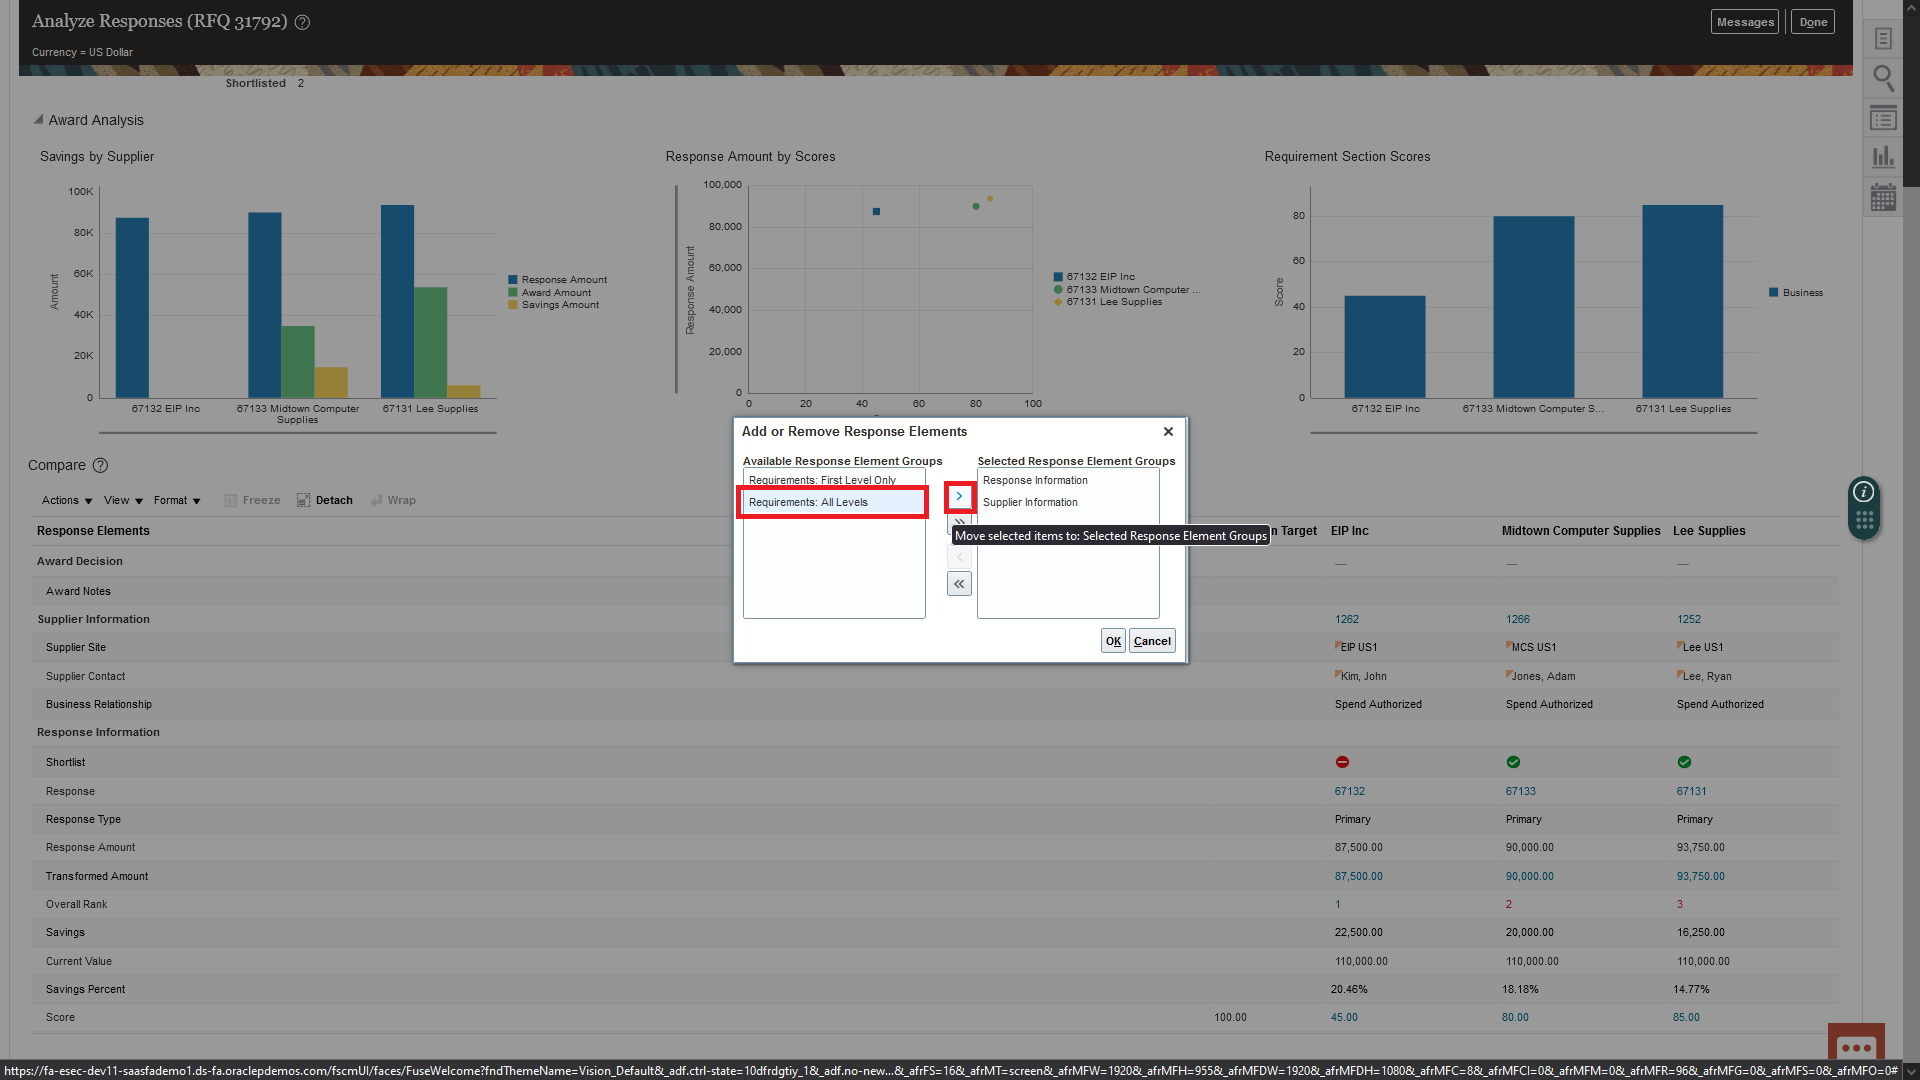 Analyze Responses (RFQ 31792) ?
Messages Done
Currency = US Dollar
Shortlisted 2
Award Analysis
Savings by Supplier
100K
80K
60K
40K
20K
0
Amount
67132 EIP Inc
67133 Midtown Computer Supplies
67131 Lee Supplies
Response Amount
Award Amount
Savings Amount
Response Amount by Scores
100,000
80,000
60,000
40,000
20,000
0
Response Amount
0 20 40 60 80 100
67132 EIP Inc
67133 Midtown Computer ...
67131 Lee Supplies
Requirement Section Scores
80
60
40
20
0
Score
67132 EIP Inc
67133 Midtown Computer S...
67131 Lee Supplies
Business
Add or Remove Response Elements
Available Response Element Groups
Requirements: First Level Only
Requirements: All Levels
Selected Response Element Groups
Response Information
Supplier Information
Move selected items to: Selected Response Element Groups
OK Cancel
Compare ?
Actions View Format Freeze Detach Wrap
Response Elements n Target EIP Inc Midtown Computer Supplies Lee Supplies
Award Decision — — —
Award Notes
Supplier Information 1262 1266 1252
Supplier Site EIP US1 MCS US1 Lee US1
Supplier Contact Kim, John Jones, Adam Lee, Ryan
Business Relationship Spend Authorized Spend Authorized Spend Authorized
Response Information
Shortlist
Response 67132 67133 67131
Response Type Primary Primary Primary
Response Amount 87,500.00 90,000.00 93,750.00
Transformed Amount 87,500.00 90,000.00 93,750.00
Overall Rank 1 2 3
Savings 22,500.00 20,000.00 16,250.00
Current Value 110,000.00 110,000.00 110,000.00
Savings Percent 20.46% 18.18% 14.77%
Score 100.00 45.00 80.00 85.00
https://fa-esec-dev11-saasfademo1.ds-fa.oraclepdemos.com/fscmUI/faces/FuseWelcome?fndThemeName=Vision_Default&_adf.ctrl-state=10dfrdgtiy_1&_adf.no-new...&_afrFS=16&_afrMT=screen&_afrMFW=1920&_afrMFH=955&_afrMFDW=1920&_afrMFDH=1080&_afrMFC=8&_afrMFCI=0&_afrMFM=0&_afrMFR=96&_afrMFG=0&_afrMFS=0&_afrMFO=0#